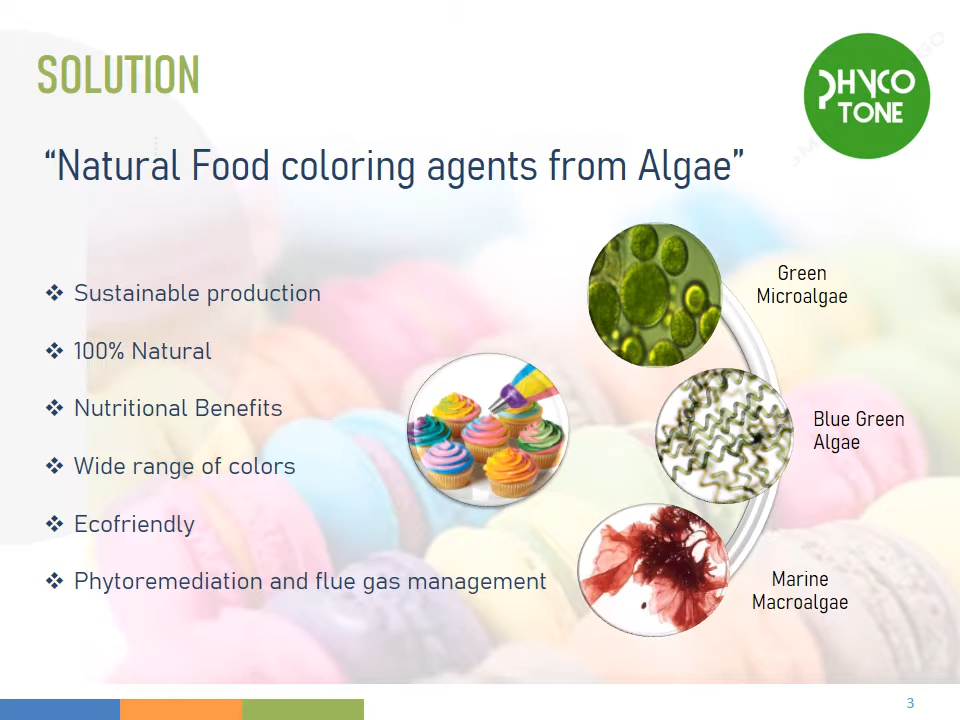 SOLUTION
PHYCO
TONE
“Natural Food coloring agents from Algae”
❖ Sustainable production
❖ 100% Natural
❖ Nutritional Benefits
❖ Wide range of colors
❖ Ecofriendly
❖ Phytoremediation and flue gas management
Green
Microalgae
Blue Green
Algae
Marine
Macroalgae
3